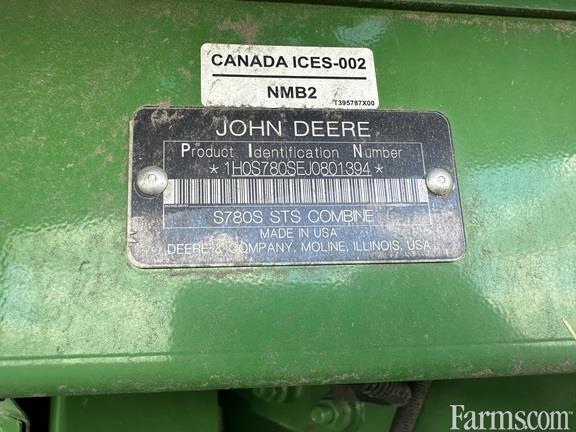 CANADA ICES-002
NMB2
T395787X00
JOHN DEERE
Product Identification Number
*1H0S780SEJ0801394*
S780S STS COMBINE
MADE IN USA
DEERE & COMPANY, MOLINE, ILLINOIS, USA
Farms.com